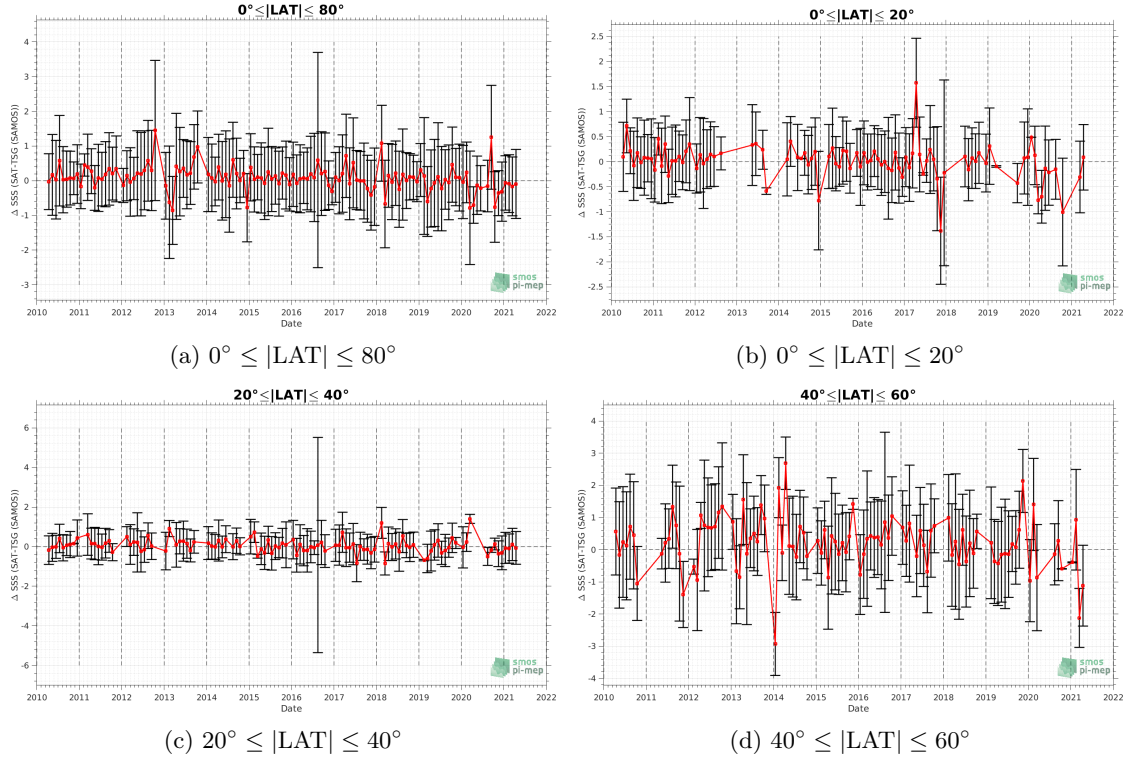 0°≤|LAT|≤ 80°
Δ SSS (SAT-TSG (SAMOS))
4
3
2
1
0
-1
-2
-3
2010 2011 2012 2013 2014 2015 2016 2017 2018 2019 2020 2021 2022
Date
smos
pi-mep
(a) 0° ≤ |LAT| ≤ 80°
0°≤|LAT|≤ 20°
Δ SSS (SAT-TSG (SAMOS))
2.5
2
1.5
1
0.5
0
-0.5
-1
-1.5
-2
-2.5
2010 2011 2012 2013 2014 2015 2016 2017 2018 2019 2020 2021 2022
Date
smos
pi-mep
(b) 0° ≤ |LAT| ≤ 20°
20°≤|LAT|≤ 40°
Δ SSS (SAT-TSG (SAMOS))
6
4
2
0
-2
-4
-6
2010 2011 2012 2013 2014 2015 2016 2017 2018 2019 2020 2021 2022
Date
smos
pi-mep
(c) 20° ≤ |LAT| ≤ 40°
40°≤|LAT|≤ 60°
Δ SSS (SAT-TSG (SAMOS))
4
3
2
1
0
-1
-2
-3
-4
2010 2011 2012 2013 2014 2015 2016 2017 2018 2019 2020 2021 2022
Date
smos
pi-mep
(d) 40° ≤ |LAT| ≤ 60°